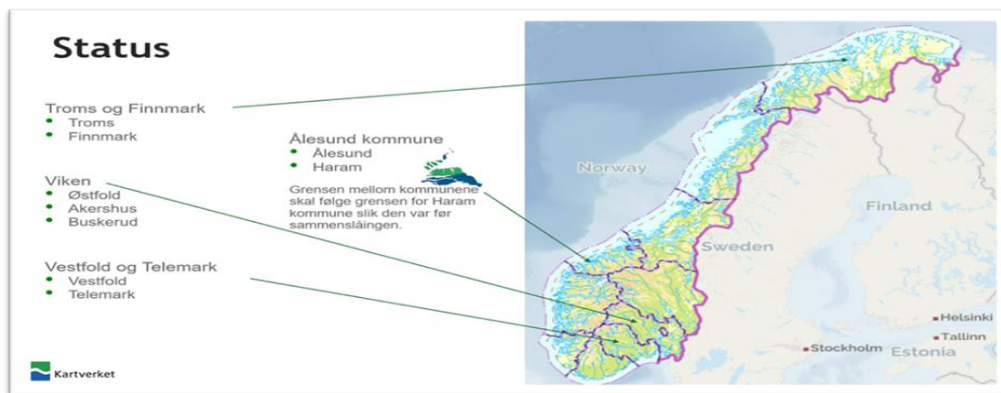 Status
Troms og Finnmark
Troms
Finnmark
Viken
Østfold
Akershus
Buskerud
Vestfold og Telemark
Vestfold
Telemark
Ålesund kommune
Ålesund
Haram
Grensen mellom kommunene
skal følge grensen for Haram
kommune slik den var før
sammenslåingen.
Kartverket
Norway
Finland
Sweden
Helsinki
Tallinn
Stockholm
Estonia